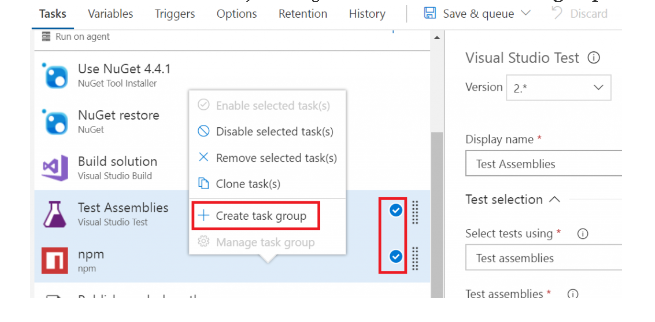 Tasks Variables Triggers Options Retention History Save & queue Discard
Run on agent
Use NuGet 4.4.1
NuGet Tool Installer
NuGet restore
NuGet
Build solution
Visual Studio Build
Test Assemblies
Visual Studio Test
npm
npm
Enable selected task(s)
Disable selected task(s)
Remove selected task(s)
Clone task(s)
Create task group
Manage task group
Visual Studio Test
Version 2.*
Display name *
Test Assemblies
Test selection
Select tests using *
Test assemblies
Test assemblies *